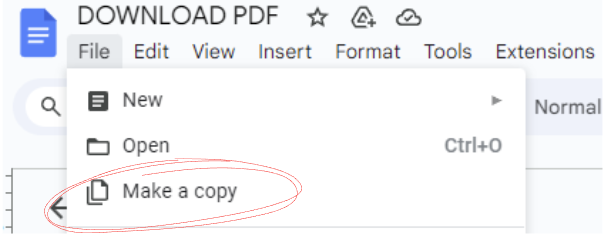 DOWNLOAD PDF
File Edit View Insert Format Tools Extensions
New
Normal
Open Ctrl+O
Make a copy